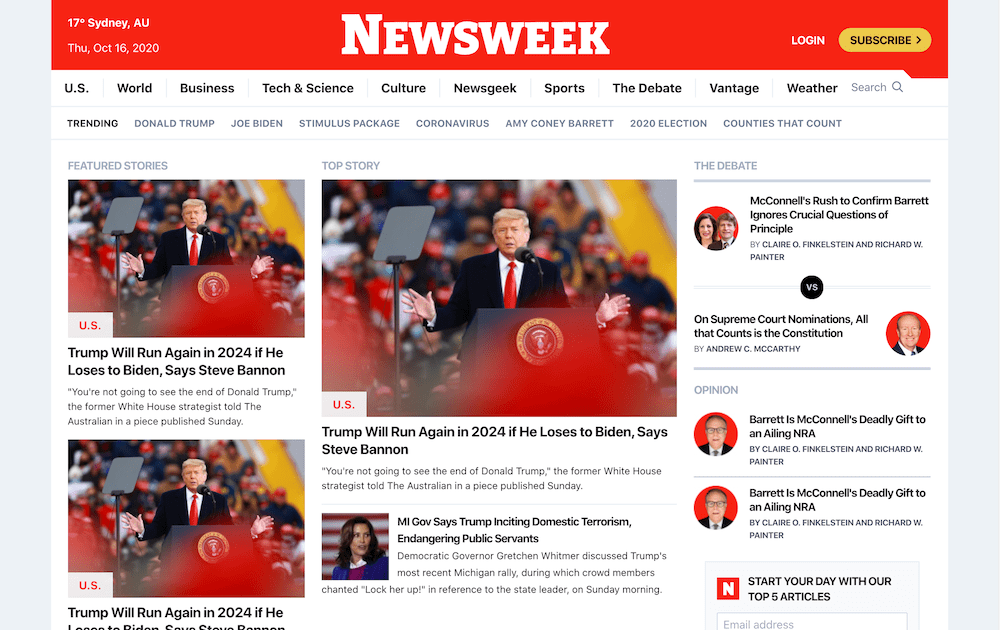 17° Sydney, AU
Thu, Oct 16, 2020
NEWSWEEK
LOGIN
SUBSCRIBE >
U.S.
World
Business
Tech & Science
Culture
Newsgeek
Sports
The Debate
Vantage
Weather
Search
TRENDING
DONALD TRUMP
JOE BIDEN
STIMULUS PACKAGE
CORONAVIRUS
AMY CONEY BARRETT
2020 ELECTION
COUNTIES THAT COUNT
FEATURED STORIES
U.S.
Trump Will Run Again in 2024 if He
Loses to Biden, Says Steve Bannon
"You're not going to see the end of Donald Trump,"
the former White House strategist told The
Australian in a piece published Sunday.
U.S.
Trump Will Run Again in 2024 if He
Loses to Biden, Says Steve Bannon
TOP STORY
U.S.
Trump Will Run Again in 2024 if He Loses to Biden, Says
Steve Bannon
"You're not going to see the end of Donald Trump," the former White House
strategist told The Australian in a piece published Sunday.
MI Gov Says Trump Inciting Domestic Terrorism,
Endangering Public Servants
Democratic Governor Gretchen Whitmer discussed Trump's
most recent Michigan rally, during which crowd members
chanted "Lock her up!" in reference to the state leader, on Sunday morning.
THE DEBATE
McConnell's Rush to Confirm Barrett
Ignores Crucial Questions of
Principle
BY CLAIRE O. FINKELSTEIN AND RICHARD W.
PAINTER
VS
On Supreme Court Nominations, All
that Counts is the Constitution
BY ANDREW C. MCCARTHY
OPINION
Barrett Is McConnell's Deadly Gift to
an Ailing NRA
BY CLAIRE O. FINKELSTEIN AND RICHARD W.
PAINTER
Barrett Is McConnell's Deadly Gift to
an Ailing NRA
BY CLAIRE O. FINKELSTEIN AND RICHARD W.
PAINTER
N
START YOUR DAY WITH OUR
TOP 5 ARTICLES
Email address